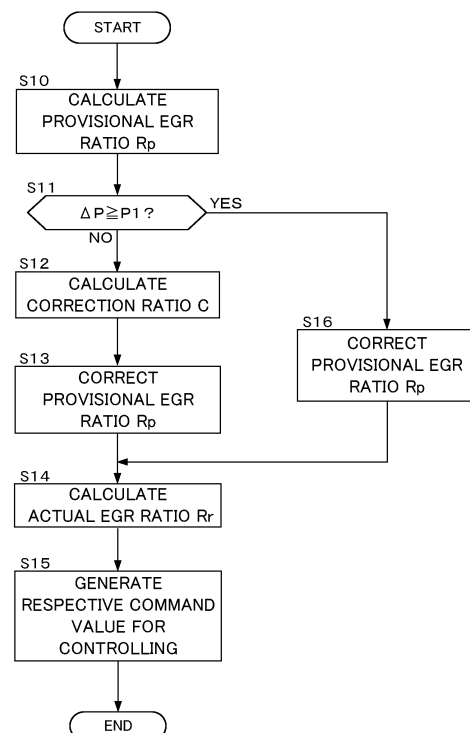 START
S10
CALCULATE
PROVISIONAL EGR
RATIO Rp
S11
ΔP≧P1?
YES
NO
S12
CALCULATE
CORRECTION RATIO C
S13
CORRECT
PROVISIONAL EGR
RATIO Rp
S16
CORRECT
PROVISIONAL EGR
RATIO Rp
S14
CALCULATE
ACTUAL EGR RATIO Rr
S15
GENERATE
RESPECTIVE COMMAND
VALUE FOR
CONTROLLING
END